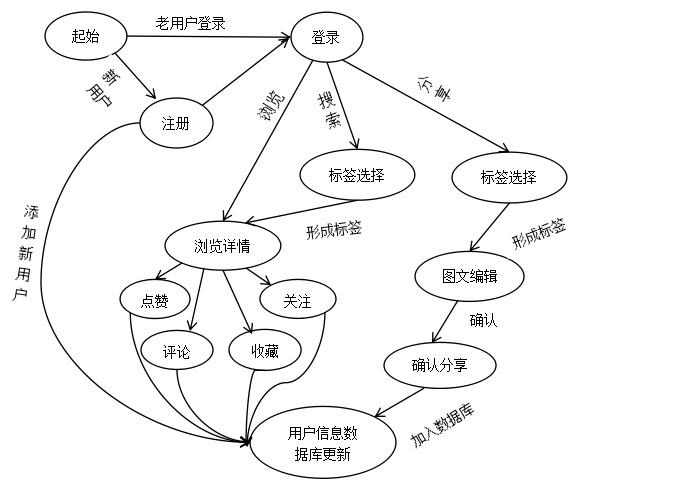 起始
老用户登录
登录
新
用户
注册
浏览
搜
索
分
享
标签选择
标签选择
添
加
新
用
户
形成标签
形成标签
浏览详情
图文编辑
点赞
关注
确认
评论
收藏
确认分享
加入数据库
用户信息数
据库更新